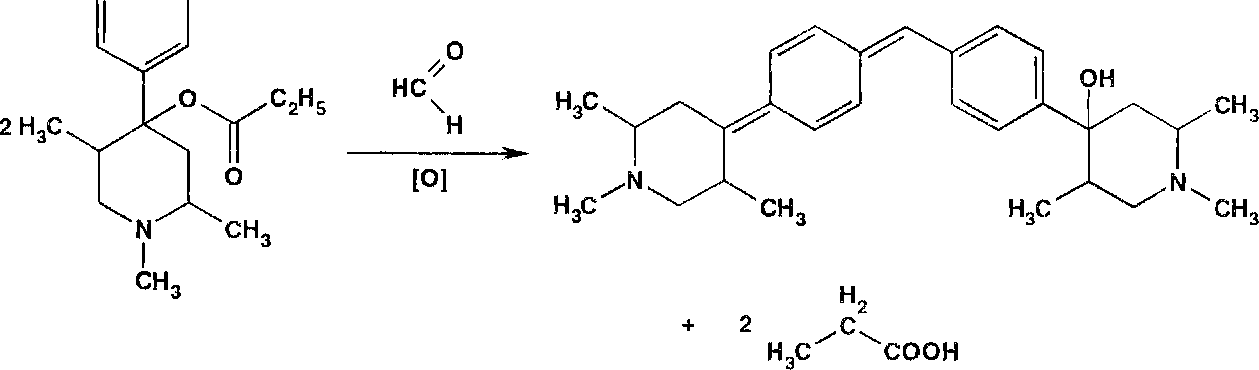 2 H₃C
O
C₂H₅
O
N
CH₃
CH₃
HC
O
H
[O]
H₃C
N
H₃C
CH₃
OH
CH₃
N
H₃C
CH₃
+ 2
H₃C
H₂
C
COOH